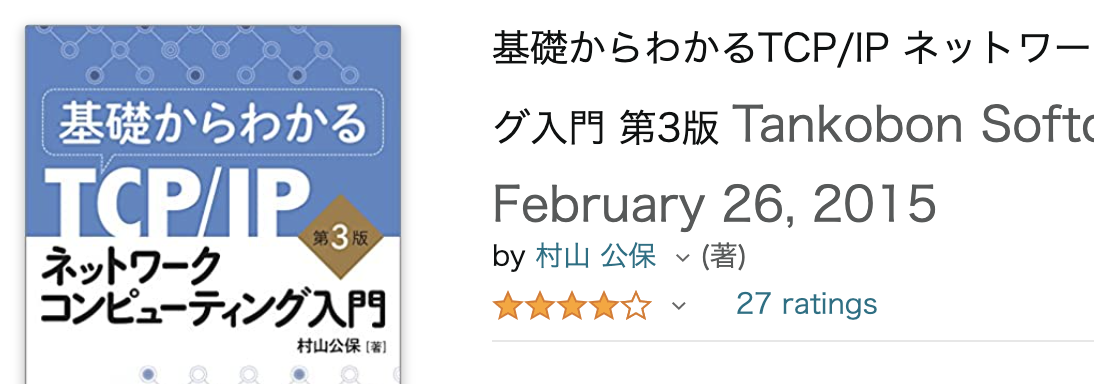 基礎からわかる
TCP/IP
第3版
ネットワーク
コンピューティング入門
村山公保 [著]
基礎からわかるTCP/IP ネットワー
グ入門 第3版 Tankobon Softc
February 26, 2015
by 村山 公保 (著)
27 ratings